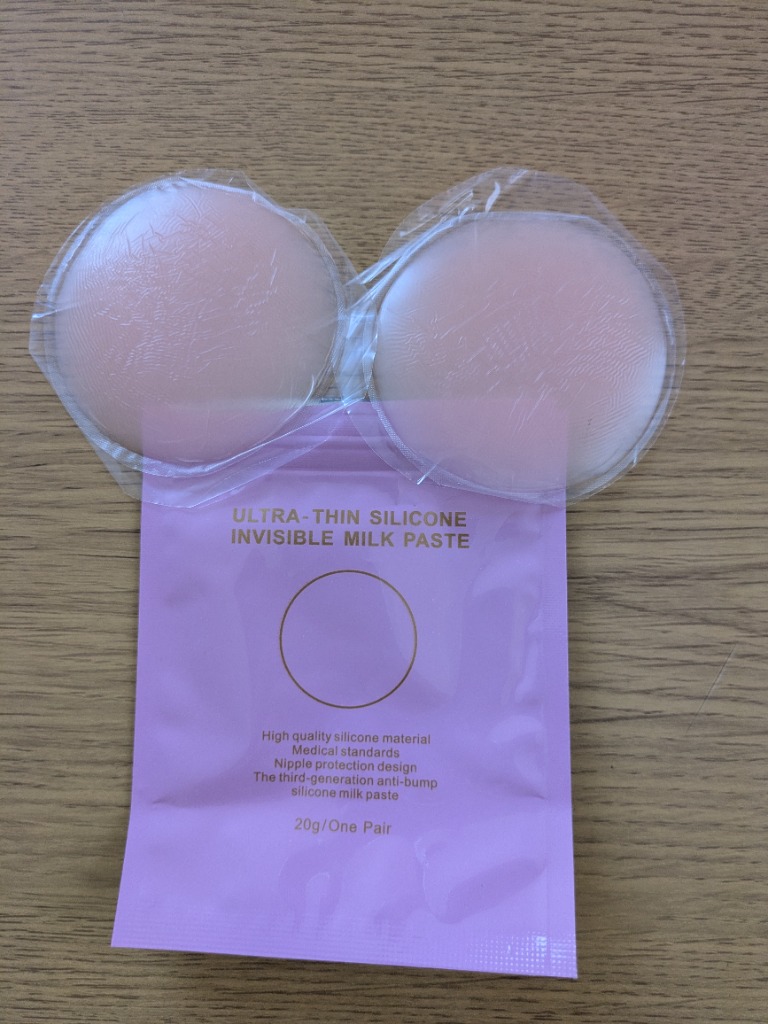 ULTRA-THIN SILICONE
INVISIBLE MILK PASTE
High quality silicone material
Medical standards
Nipple protection design
The third-generation anti-bump
silicone milk paste
20g/One Pair